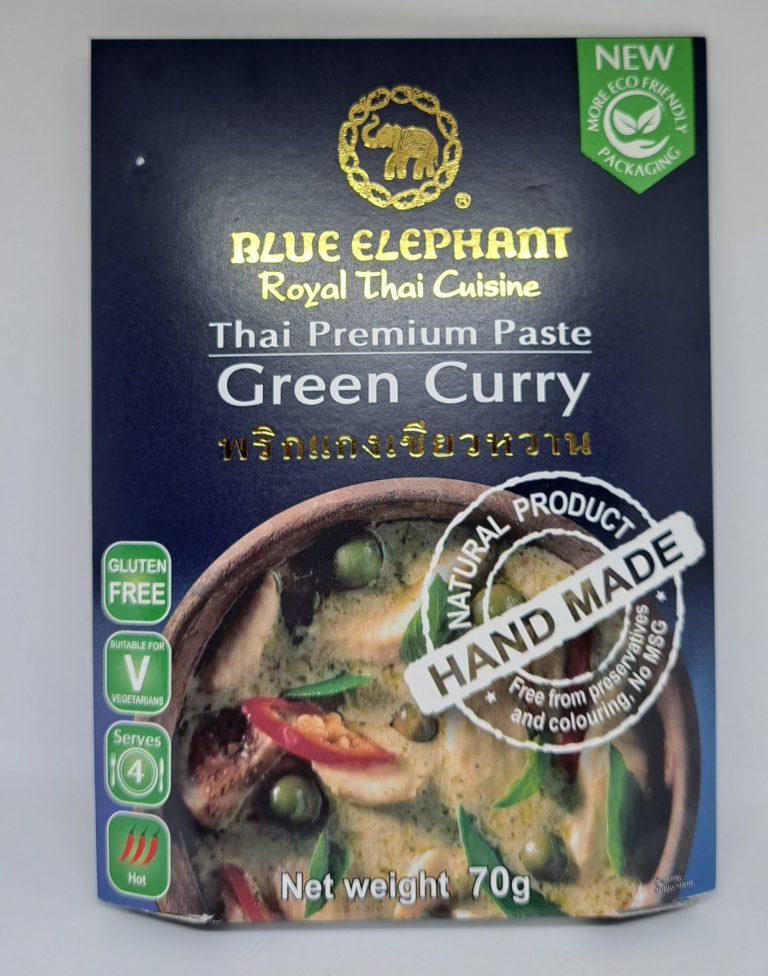 NEW
MORE ECO FRIENDLY
PACKAGING
®
BLUE ELEPHANT
Royal Thai Cuisine
Thai Premium Paste
Green Curry
พริกแกงเขียวหวาน
NATURAL PRODUCT
HAND MADE
Free from preservatives
and colouring, No MSG
GLUTEN
FREE
SUITABLE FOR
V
VEGETARIANS
Serves
4
Hot
Net weight 70g
Serving
Suggestion